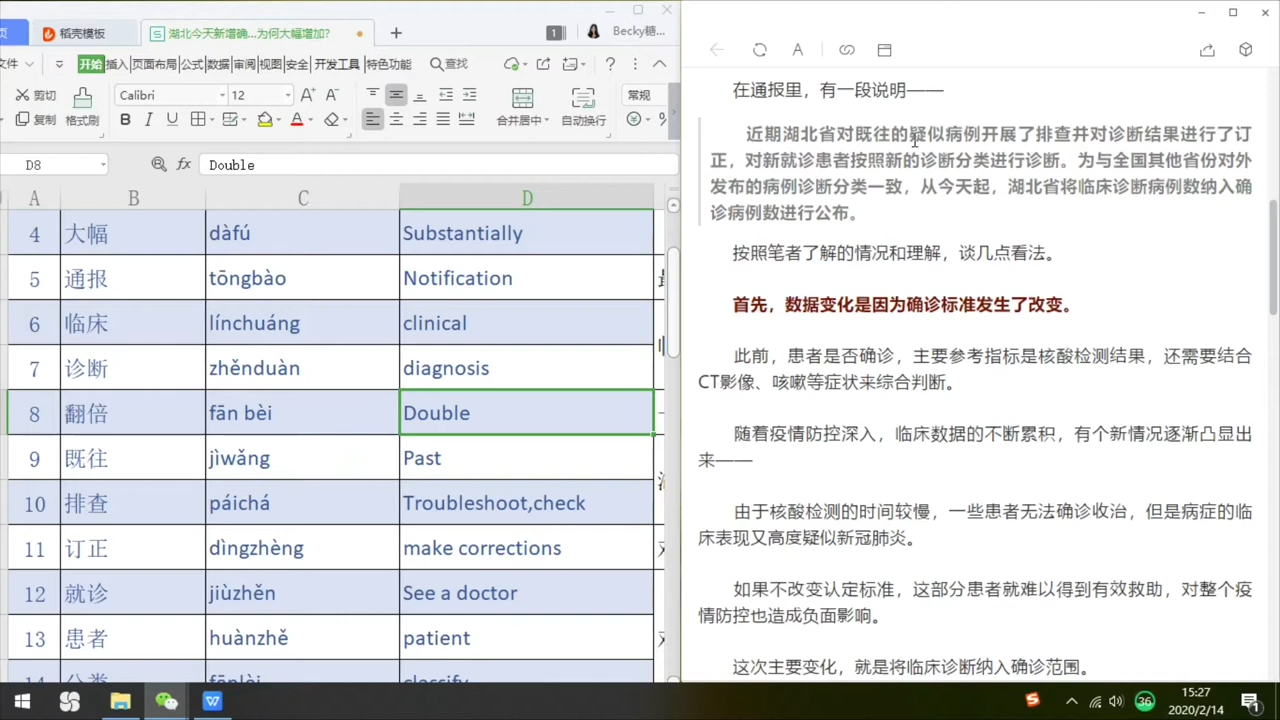 页
稻壳模板
湖北今天新增确...为何大幅增加?
1
Becky糖...
文件
开始 插入 页面布局 公式 数据 审阅 视图 安全 开发工具 特色功能 查找
剪切
格式刷
复制
Calibri
12
B I U A
合并居中
自动换行
常规
D8
fx
Double
A B C D
4 大幅 dàfú Substantially
5 通报 tōngbào Notification
6 临床 línchuáng clinical
7 诊断 zhěnduàn diagnosis
8 翻倍 fān bèi Double
9 既往 jìwǎng Past
10 排查 páichá Troubleshoot,check
11 订正 dìngzhèng make corrections
12 就诊 jiùzhěn See a doctor
13 患者 huànzhě patient
14 分类 fēnlèi classify
在通报里，有一段说明——
近期湖北省对既往的疑似病例开展了排查并对诊断结果进行了订
正，对新就诊患者按照新的诊断分类进行诊断。为与全国其他省份对外
发布的病例诊断分类一致，从今天起，湖北省将临床诊断病例数纳入确
诊病例数进行公布。
按照笔者了解的情况和理解，谈几点看法。
首先，数据变化是因为确诊标准发生了改变。
此前，患者是否确诊，主要参考指标是核酸检测结果，还需要结合
CT影像、咳嗽等症状来综合判断。
随着疫情防控深入，临床数据的不断累积，有个新情况逐渐凸显出
来——
由于核酸检测的时间较慢，一些患者无法确诊收治，但是病症的临
床表现又高度疑似新冠肺炎。
如果不改变认定标准，这部分患者就难以得到有效救助，对整个疫
情防控也造成负面影响。
这次主要变化，就是将临床诊断纳入确诊范围。
36
15:27
2020/2/14
1